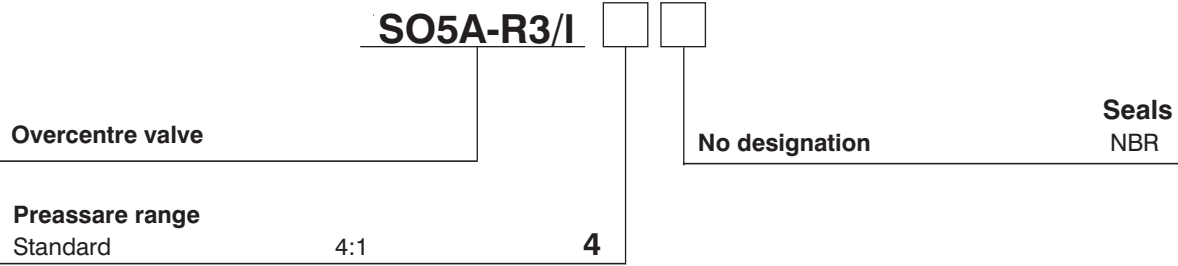 SO5A-R3/I
Seals
Overcentre valve
No designation NBR
Preassare range
Standard 4:1 4